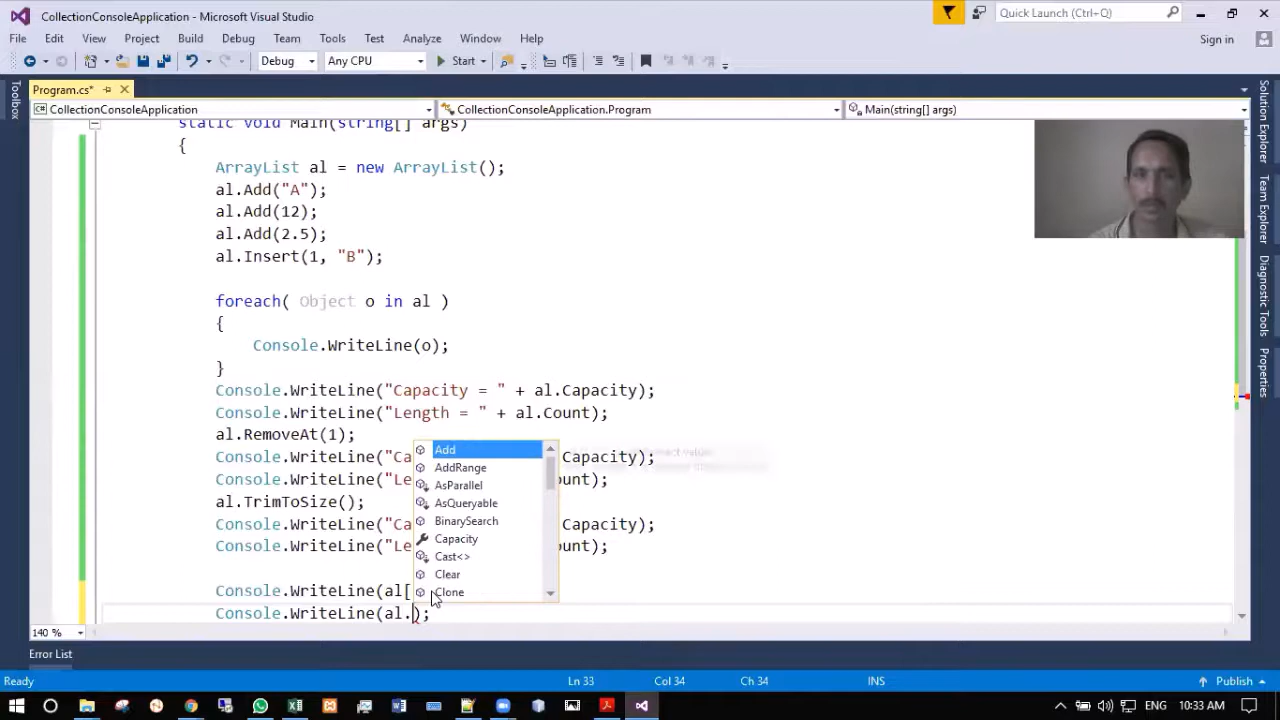 CollectionConsoleApplication - Microsoft Visual Studio
Quick Launch (Ctrl+Q)
File Edit View Project Build Debug Team Tools Test Analyze Window Help
Sign in
Debug Any CPU Start
Toolbox
Program.cs*
CollectionConsoleApplication CollectionConsoleApplication.Program Main(string[] args)
static void Main(string[] args)
{
ArrayList al = new ArrayList();
al.Add("A");
al.Add(12);
al.Add(2.5);
al.Insert(1, "B");
foreach( Object o in al )
{
Console.WriteLine(o);
}
Console.WriteLine("Capacity = " + al.Capacity);
Console.WriteLine("Length = " + al.Count);
al.RemoveAt(1);
Console.WriteLine("Ca Capacity);
Console.WriteLine("Le ount);
al.TrimToSize();
Console.WriteLine("Ca Capacity);
Console.WriteLine("Le ount);
Console.WriteLine(al[
Console.WriteLine(al.);
Add
AddRange
AsParallel
AsQueryable
BinarySearch
Capacity
Cast<>
Clear
Clone
Solution Explorer
Team Explorer
Diagnostic Tools
Properties
140 %
Error List
Ready Ln 33 Col 34 Ch 34 INS Publish
10:33 AM